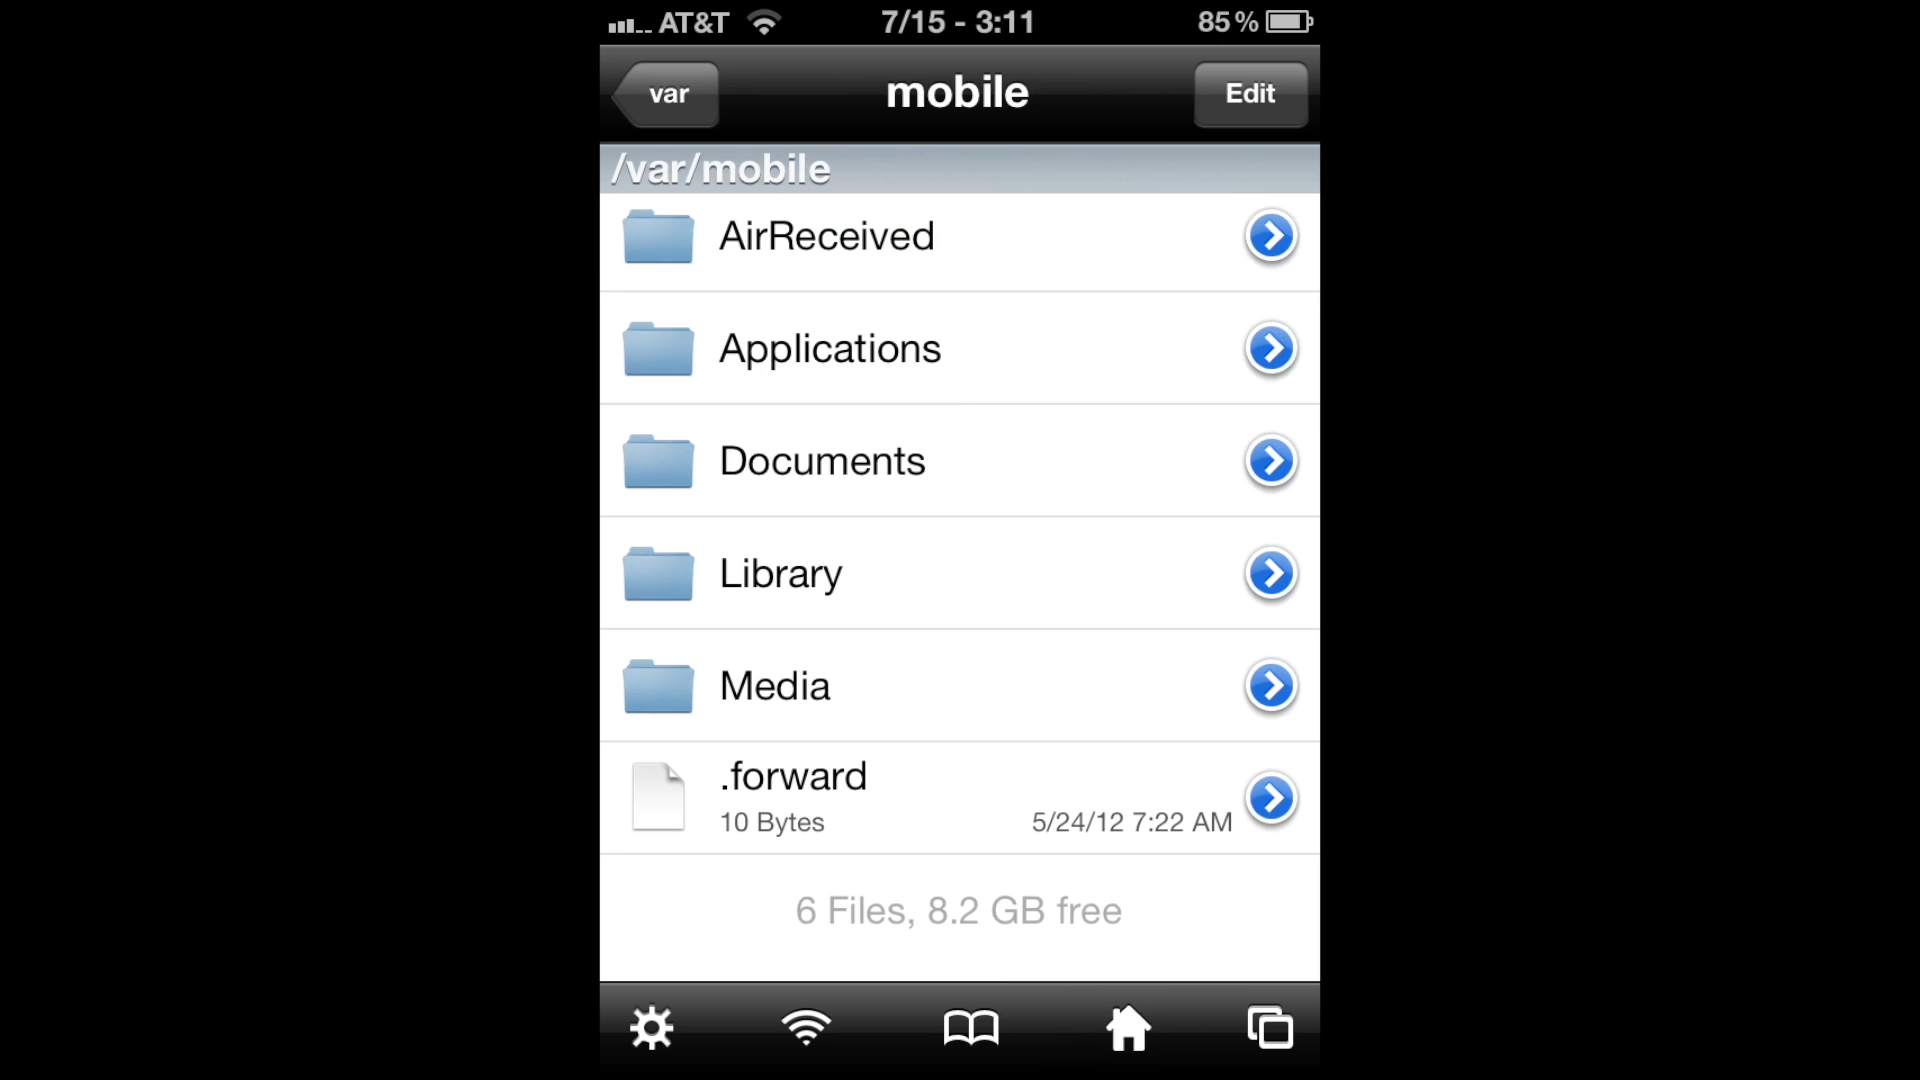 AT&T 7/15 - 3:11 85%
var mobile Edit
/var/mobile
AirReceived
Applications
Documents
Library
Media
.forward
10 Bytes 5/24/12 7:22 AM
6 Files, 8.2 GB free